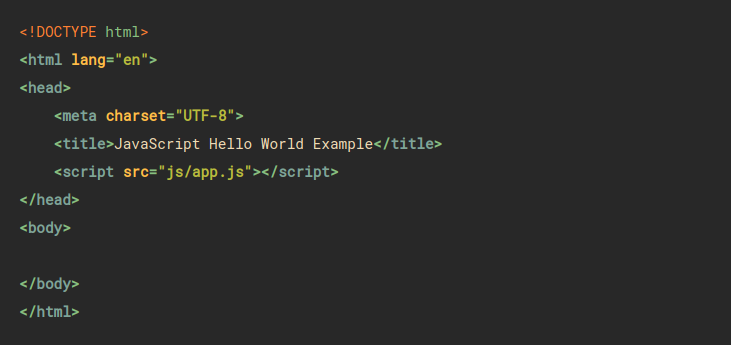 <!DOCTYPE html>
<html lang="en">
<head>
    <meta charset="UTF-8">
    <title>JavaScript Hello World Example</title>
    <script src="js/app.js"></script>
</head>
<body>

</body>
</html>